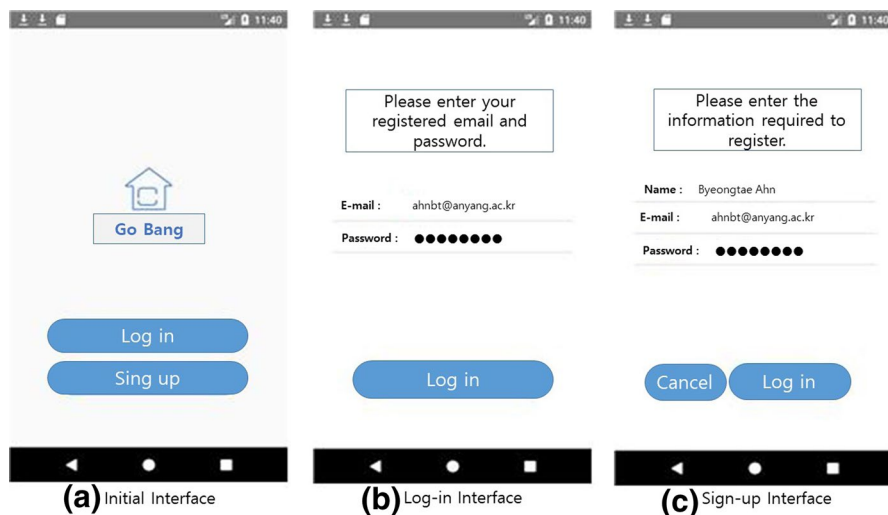 11:40
Go Bang
Log in
Sing up
(a) Initial Interface
11:40
Please enter your
registered email and
password.
E-mail : ahnbt@anyang.ac.kr
Password : ●●●●●●●●
Log in
(b) Log-in Interface
11:40
Please enter the
information required to
register.
Name : Byeongtae Ahn
E-mail : ahnbt@anyang.ac.kr
Password : ●●●●●●●●
Cancel Log in
(c) Sign-up Interface